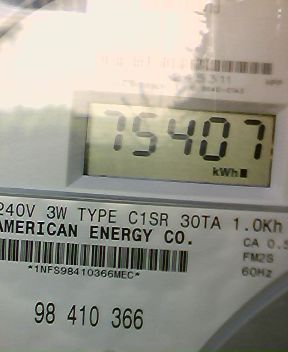 75407
kWh
240V 3W TYPE C1SR 30TA 1.0Kh
AMERICAN ENERGY CO.
CA 0.5
FM2S
60Hz
*1NFS98410366MEC*
98 410 366